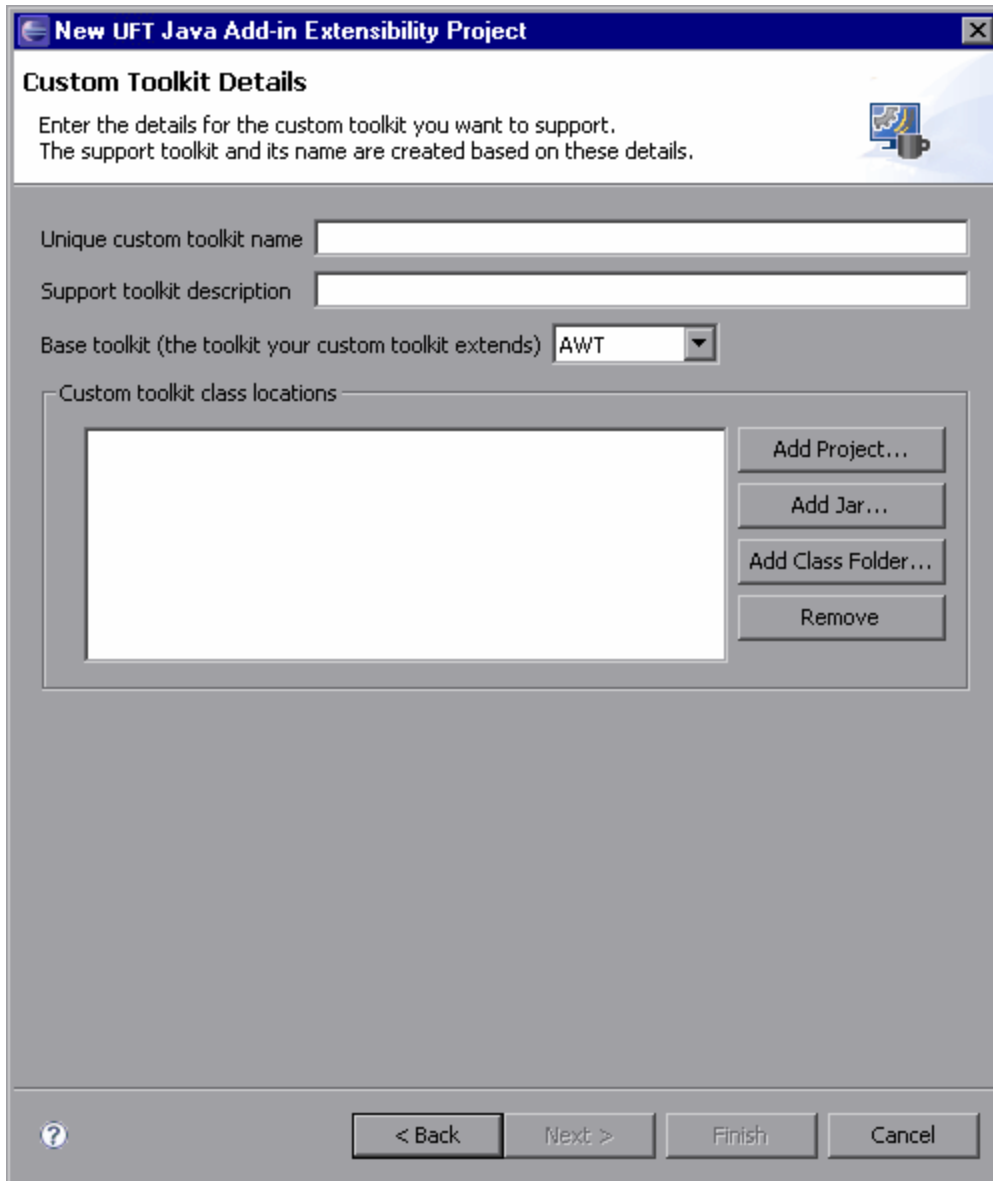 New UFT Java Add-in Extensibility Project
Custom Toolkit Details
Enter the details for the custom toolkit you want to support.
The support toolkit and its name are created based on these details.
Unique custom toolkit name
Support toolkit description
Base toolkit (the toolkit your custom toolkit extends) AWT
Custom toolkit class locations
Add Project...
Add Jar...
Add Class Folder...
Remove
? < Back Next > Finish Cancel